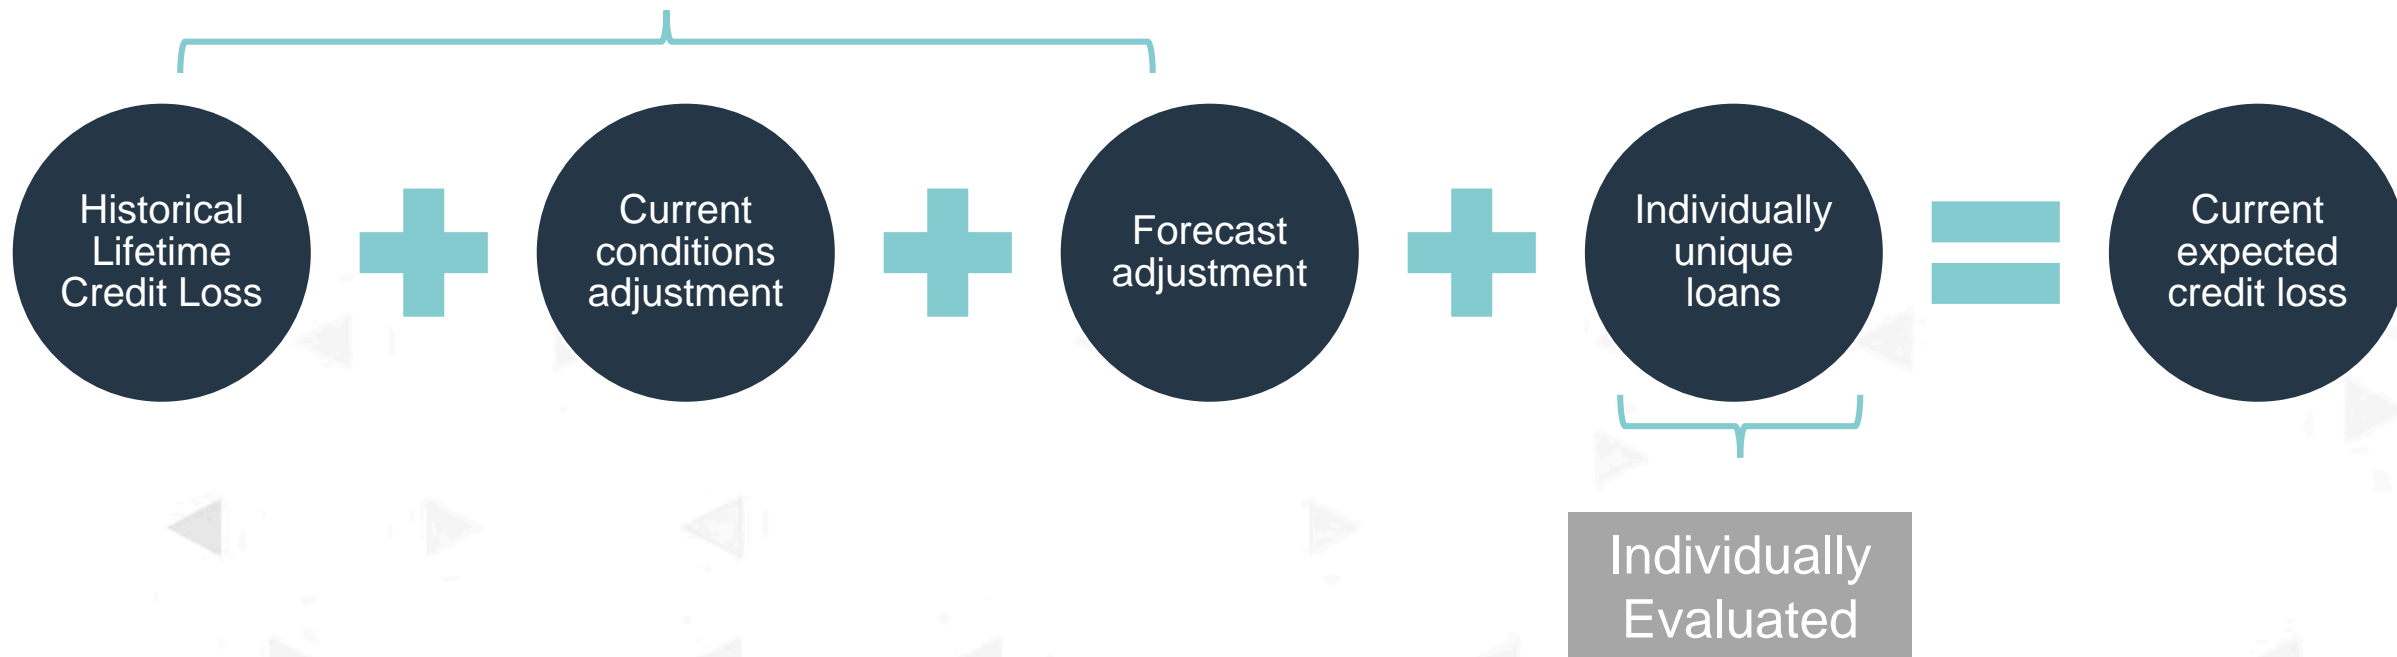 Historical
Lifetime
Credit Loss
Current
conditions
adjustment
Forecast
adjustment
Individually
unique
loans
Current
expected
credit loss
Individually
Evaluated